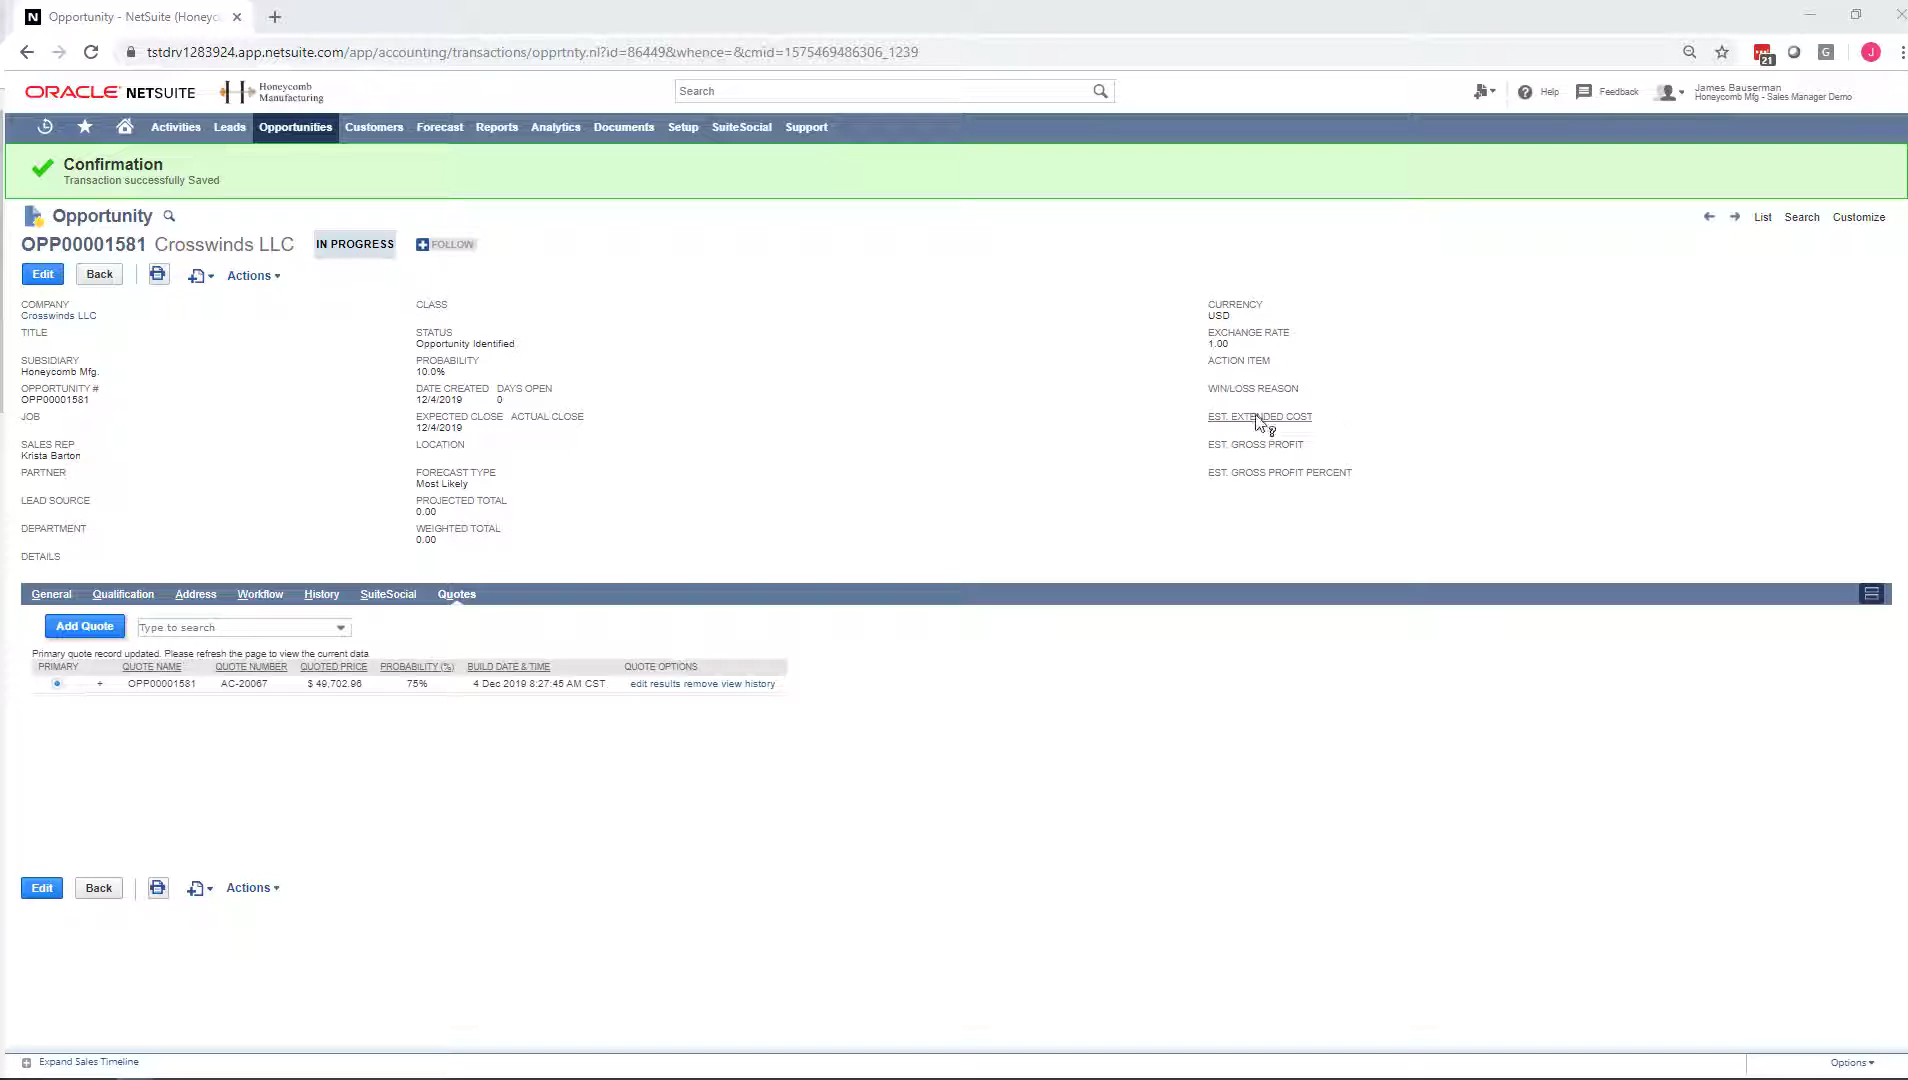 Opportunity - NetSuite (Honeyc
tstdrv1283924.app.netsuite.com/app/accounting/transactions/opprtnty.nl?id=86449&whence=&cmid=1575469486306_1239
21
G
J
ORACLE NETSUITE
Honeycomb
Manufacturing
Search
Help
Feedback
James Bauserman
Honeycomb Mfg - Sales Manager Demo
Activities Leads Opportunities Customers Forecast Reports Analytics Documents Setup SuiteSocial Support
Confirmation
Transaction successfully Saved
Opportunity
List Search Customize
OPP00001581 Crosswinds LLC IN PROGRESS FOLLOW
Edit Back Actions
COMPANY
Crosswinds LLC
TITLE
SUBSIDIARY
Honeycomb Mfg.
OPPORTUNITY #
OPP00001581
JOB
SALES REP
Krista Barton
PARTNER
LEAD SOURCE
DEPARTMENT
DETAILS
CLASS
STATUS
Opportunity Identified
PROBABILITY
10.0%
DATE CREATED DAYS OPEN
12/4/2019 0
EXPECTED CLOSE ACTUAL CLOSE
12/4/2019
LOCATION
FORECAST TYPE
Most Likely
PROJECTED TOTAL
0.00
WEIGHTED TOTAL
0.00
CURRENCY
USD
EXCHANGE RATE
1.00
ACTION ITEM
WIN/LOSS REASON
EST. EXTENDED COST
EST. GROSS PROFIT
EST. GROSS PROFIT PERCENT
General Qualification Address Workflow History SuiteSocial Quotes
Add Quote Type to search
Primary quote record updated. Please refresh the page to view the current data.
PRIMARY QUOTE NAME QUOTE NUMBER QUOTED PRICE PROBABILITY (%) BUILD DATE & TIME QUOTE OPTIONS
+ OPP00001581 AC-20067 $ 49,702.96 75% 4 Dec 2019 8:27:45 AM CST edit results remove view history
Edit Back Actions
Expand Sales Timeline
Options